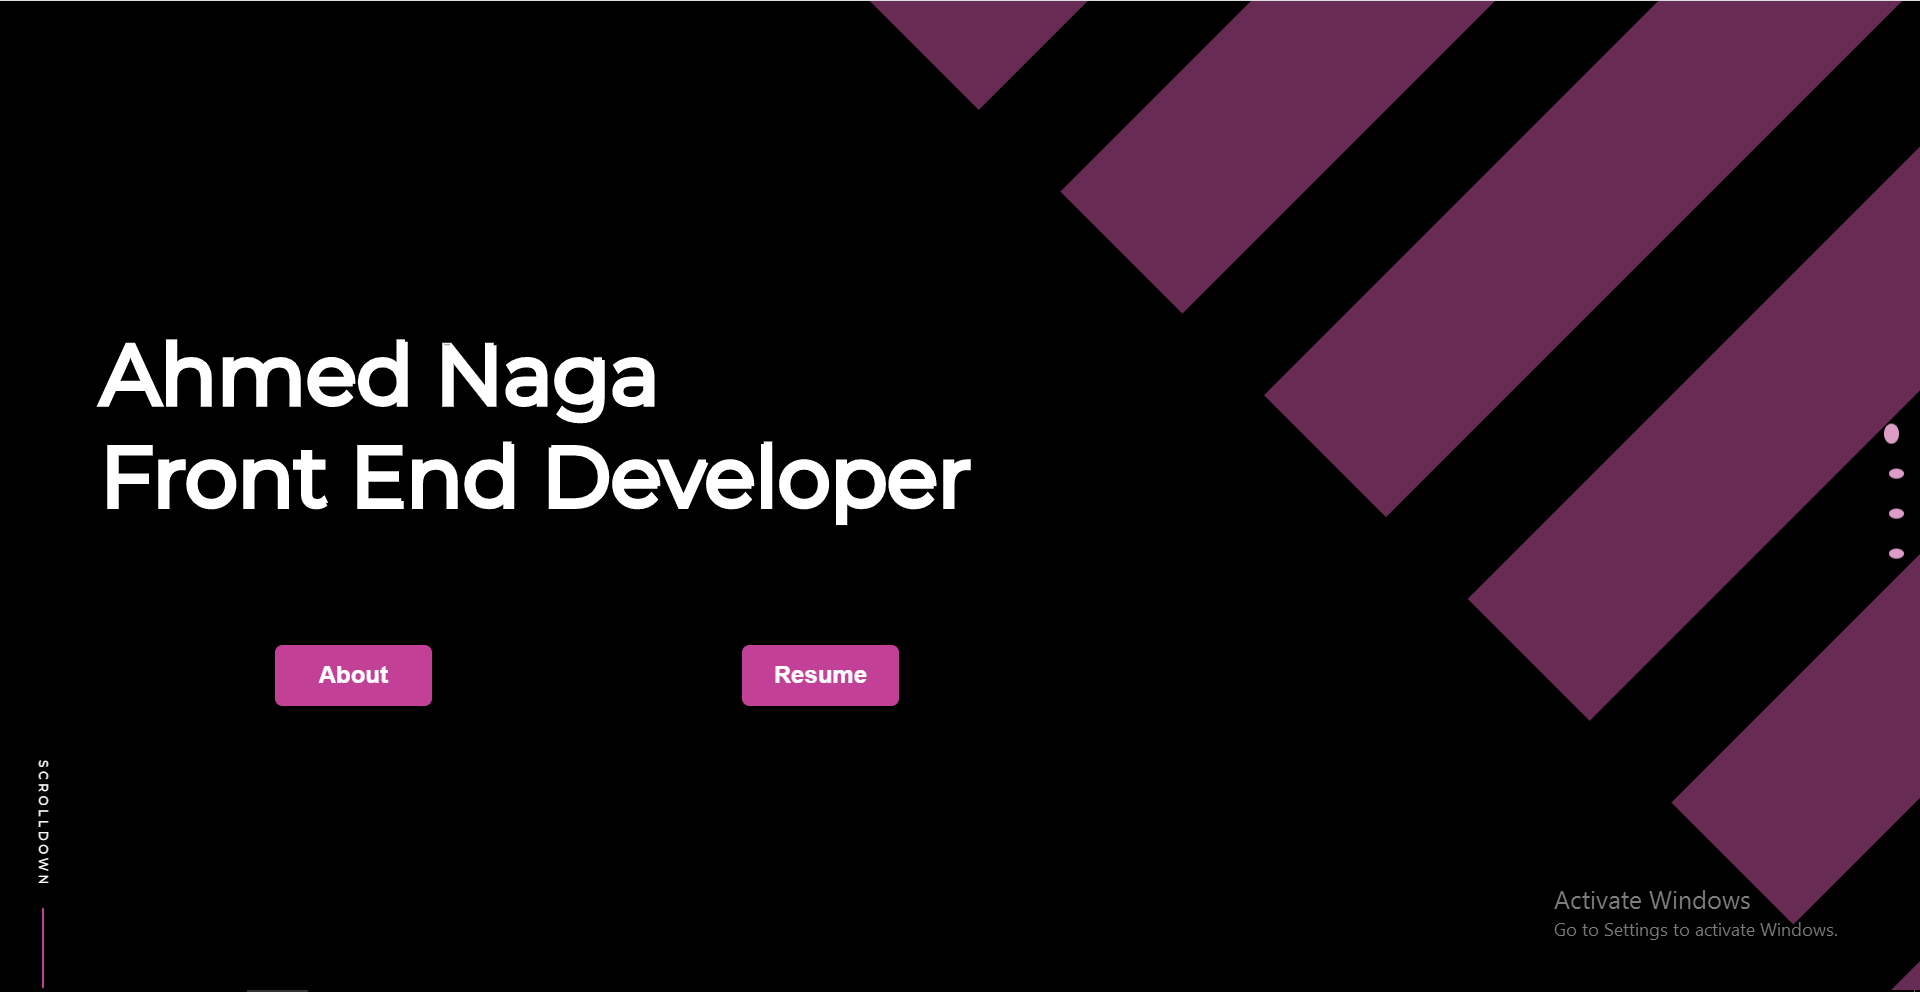 Ahmed Naga
Front End Developer
About
Resume
SCROLLDOWN
Activate Windows
Go to Settings to activate Windows.